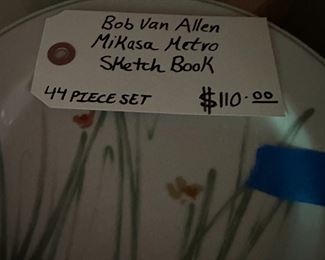 Bob Van Allen
Mikasa Metro
Sketch Book
44 PIECE SET $110.00